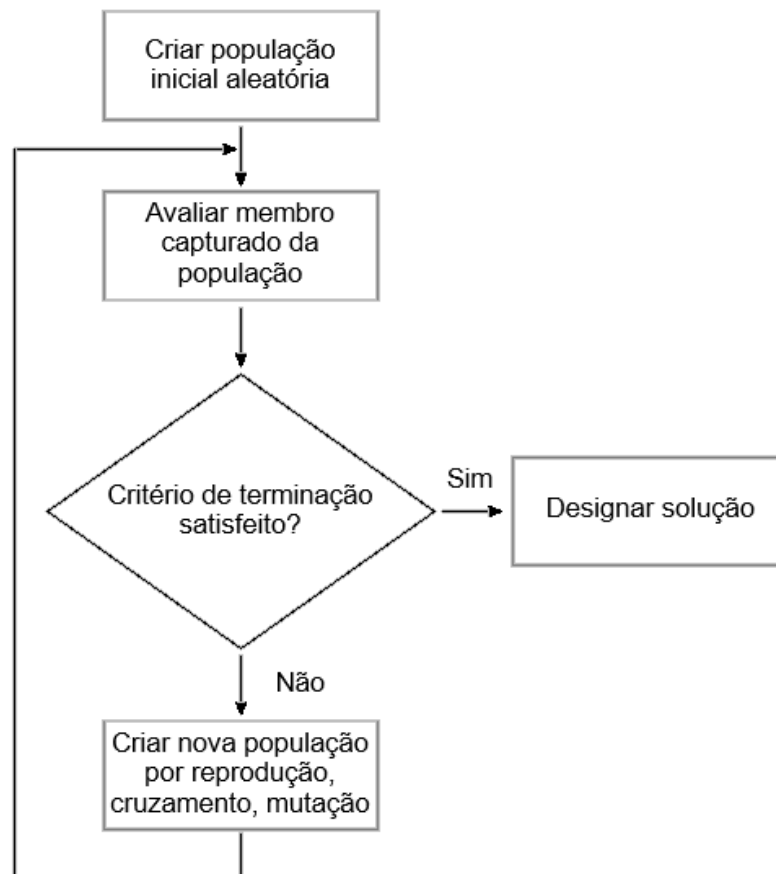 Criar população
inicial aleatória
Avaliar membro
capturado da
população
Critério de terminação
satisfeito?
Sim
Designar solução
Não
Criar nova população
por reprodução,
cruzamento, mutação